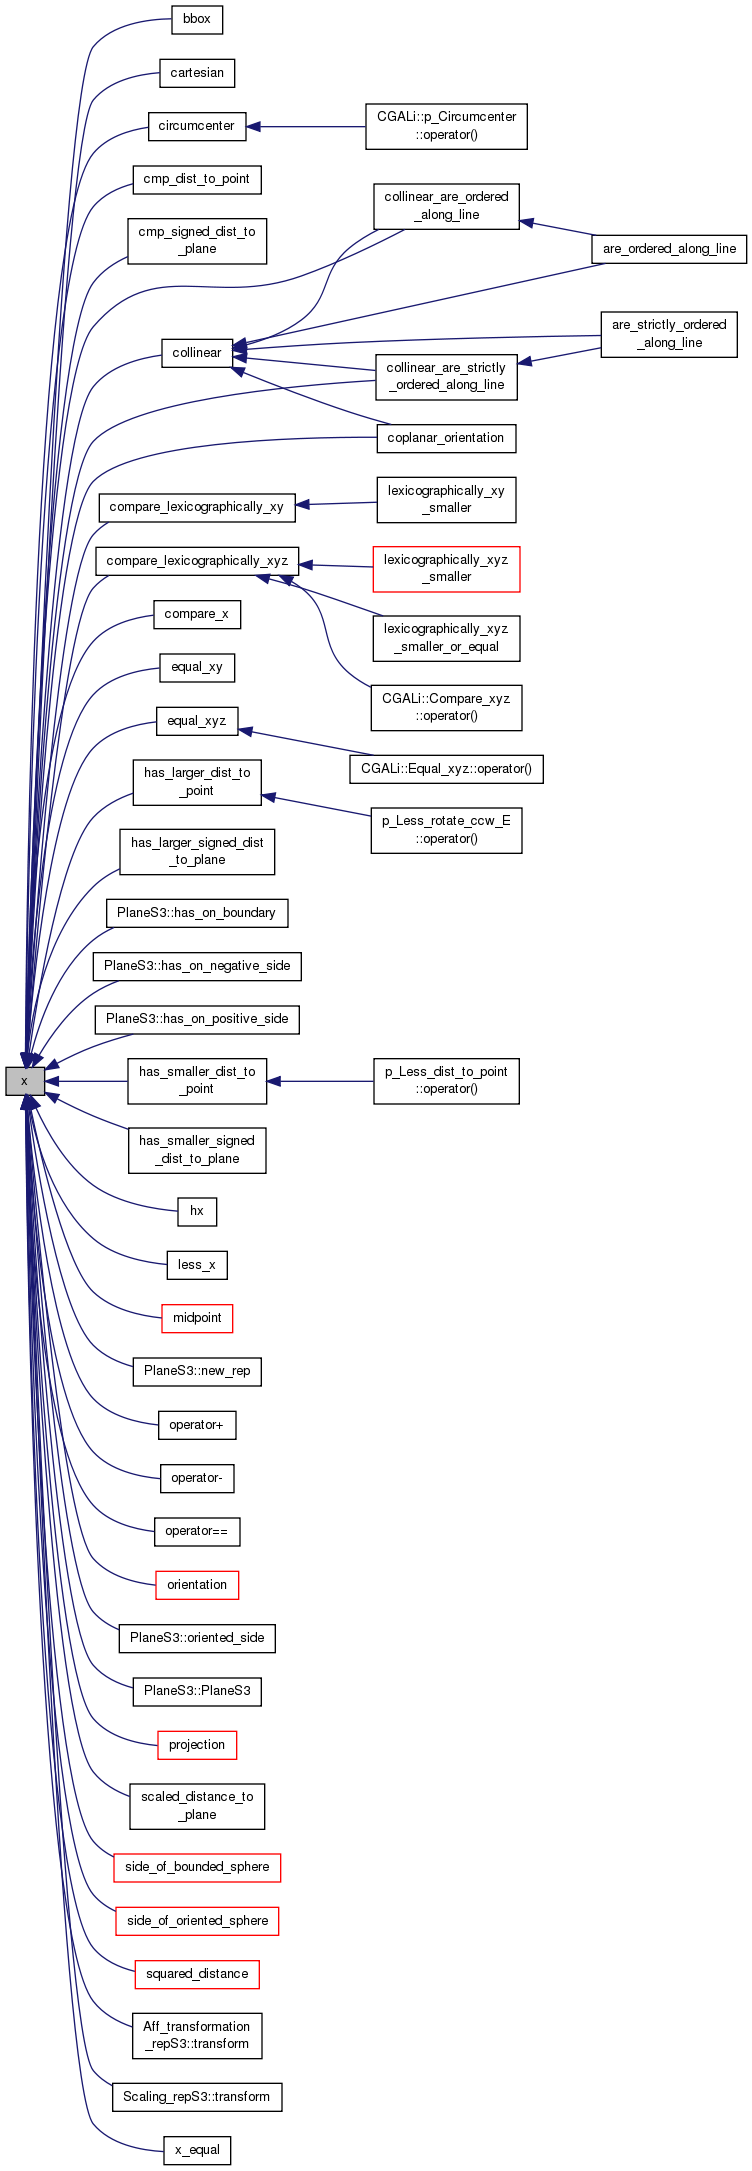 bbox
cartesian
circumcenter
CGALi::p_Circumcenter
::operator()
cmp_dist_to_point
collinear_are_ordered
_along_line
cmp_signed_dist_to
_plane
are_ordered_along_line
are_strictly_ordered
_along_line
collinear
collinear_are_strictly
_ordered_along_line
coplanar_orientation
compare_lexicographically_xy
lexicographically_xy
_smaller
compare_lexicographically_xyz
lexicographically_xyz
_smaller
compare_x
lexicographically_xyz
_smaller_or_equal
equal_xy
CGALi::Compare_xyz
::operator()
equal_xyz
CGALi::Equal_xyz::operator()
has_larger_dist_to
_point
p_Less_rotate_ccw_E
::operator()
has_larger_signed_dist
_to_plane
PlaneS3::has_on_boundary
PlaneS3::has_on_negative_side
PlaneS3::has_on_positive_side
x
has_smaller_dist_to
_point
p_Less_dist_to_point
::operator()
has_smaller_signed
_dist_to_plane
hx
less_x
midpoint
PlaneS3::new_rep
operator+
operator-
operator==
orientation
PlaneS3::oriented_side
PlaneS3::PlaneS3
projection
scaled_distance_to
_plane
side_of_bounded_sphere
side_of_oriented_sphere
squared_distance
Aff_transformation
_repS3::transform
Scaling_repS3::transform
x_equal